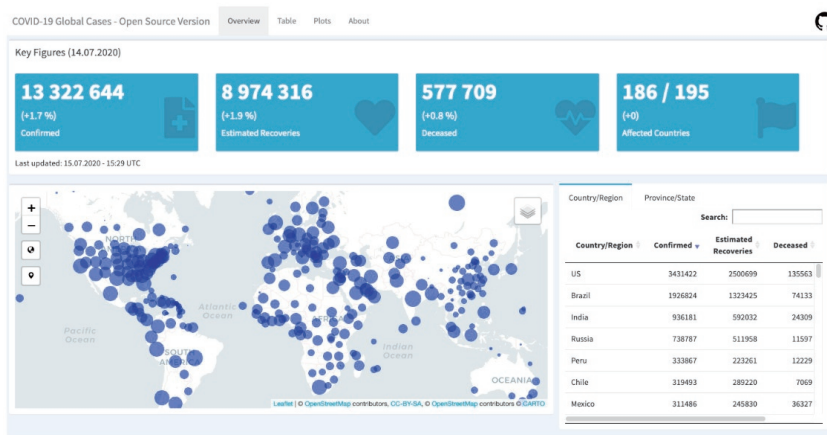 COVID-19 Global Cases - Open Source Version Overview Table Plots About
Key Figures (14.07.2020)
13 322 644 8 974 316 577 709 186 / 195
(+1.7 %) (+1.9 %) (+0.8 %) (+0)
Confirmed Estimated Recoveries Deceased Affected Countries
Last updated: 15.07.2020 - 15:29 UTC
+
−
Atlantic
Ocean
Pacific
Ocean
AFRICA
Indian
Ocean
SOUTH
AMERICA
OCEANIA
Leaflet | © OpenStreetMap contributors, CC-BY-SA, © OpenStreetMap contributors © CARTO
Country/Region Province/State
Search:
Country/Region Confirmed Estimated Recoveries Deceased
US 3431422 2500699 135563
Brazil 1926824 1323425 74133
India 936181 592032 24309
Russia 738787 511958 11597
Peru 333867 223261 12229
Chile 319493 289220 7069
Mexico 311486 245830 36327